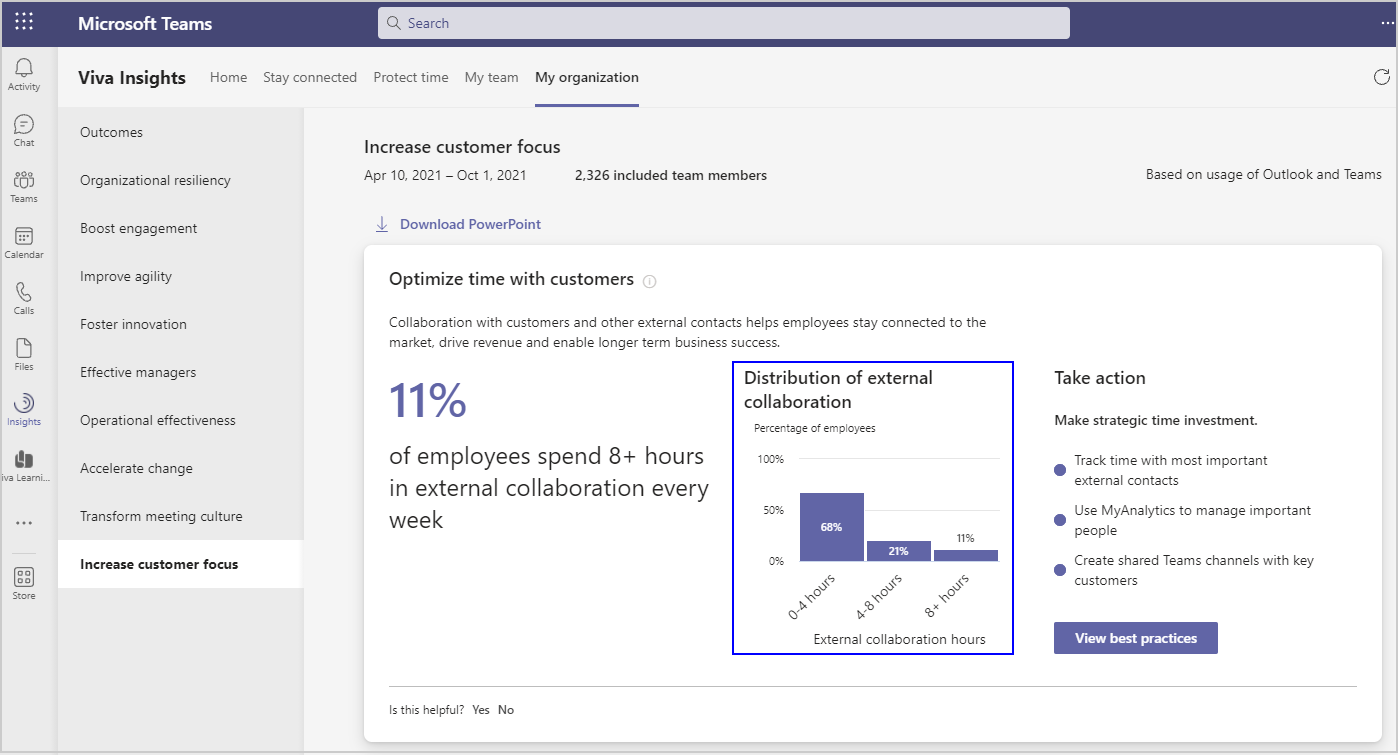 Microsoft Teams
Search
Activity
Chat
Teams
Calendar
Calls
Files
Insights
iva Learni...
Store
Viva Insights Home Stay connected Protect time My team My organization
Outcomes
Organizational resiliency
Boost engagement
Improve agility
Foster innovation
Effective managers
Operational effectiveness
Accelerate change
Transform meeting culture
Increase customer focus
Increase customer focus
Apr 10, 2021 – Oct 1, 2021 2,326 included team members Based on usage of Outlook and Teams
Download PowerPoint
Optimize time with customers
Collaboration with customers and other external contacts helps employees stay connected to the
market, drive revenue and enable longer term business success.
11%
of employees spend 8+ hours
in external collaboration every
week
Distribution of external
collaboration
Percentage of employees
100%
50%
0%
68%
21%
11%
0-4 hours
4-8 hours
8+ hours
External collaboration hours
Take action
Make strategic time investment.
Track time with most important
external contacts
Use MyAnalytics to manage important
people
Create shared Teams channels with key
customers
View best practices
Is this helpful? Yes No